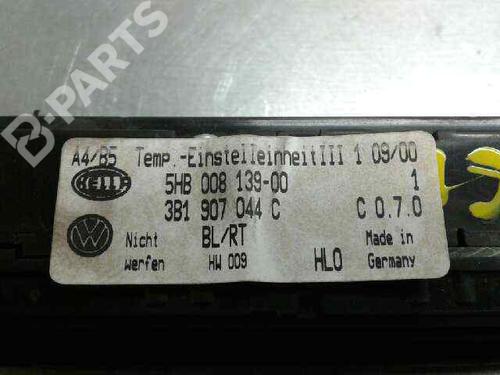 B-PARTS
A4/B5 Temp.-EinstelleinheitIII 1 09/00
HELLA 5HB 008 139-00 1
3B1 907 044 C C 0.7.0
Nicht BL/RT Made in
werfen HW 009 HLO Germany